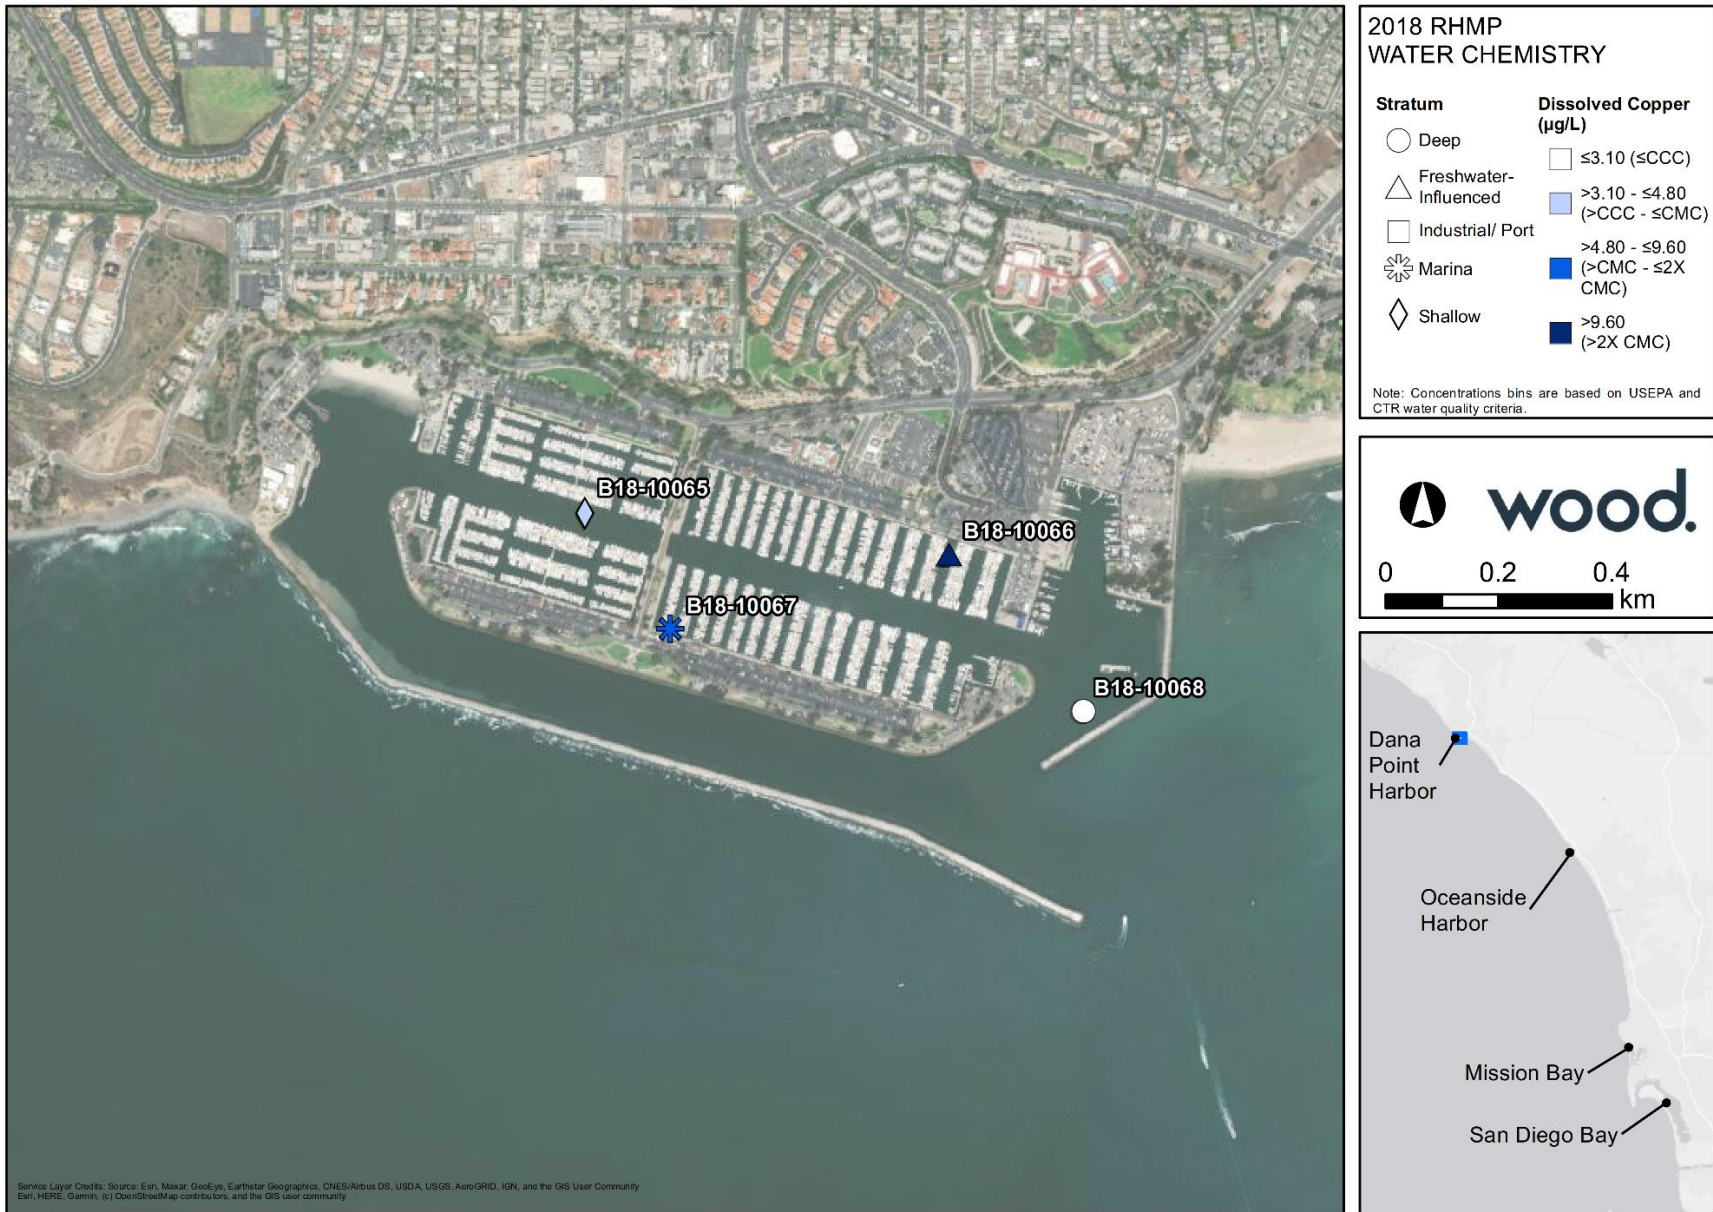 2018 RHMP
WATER CHEMISTRY
Stratum
Deep
Freshwater-
Influenced
Industrial/ Port
Marina
Shallow
Dissolved Copper
(µg/L)
≤3.10 (≤CCC)
>3.10 - ≤4.80
(>CCC - ≤CMC)
>4.80 - ≤9.60
(>CMC - ≤2X
CMC)
>9.60
(>2X CMC)
Note: Concentrations bins are based on USEPA and
CTR water quality criteria.
wood.
0 0.2 0.4
km
B18-10065
B18-10066
B18-10067
B18-10068
Dana
Point
Harbor
Oceanside
Harbor
Mission Bay
San Diego Bay
Service Layer Credits: Source: Esri, Maxar, GeoEye, Earthstar Geographics, CNES/Airbus DS, USDA, USGS, AeroGRID, IGN, and the GIS User Community
Esri, HERE, Garmin, (c) OpenStreetMap contributors, and the GIS user community